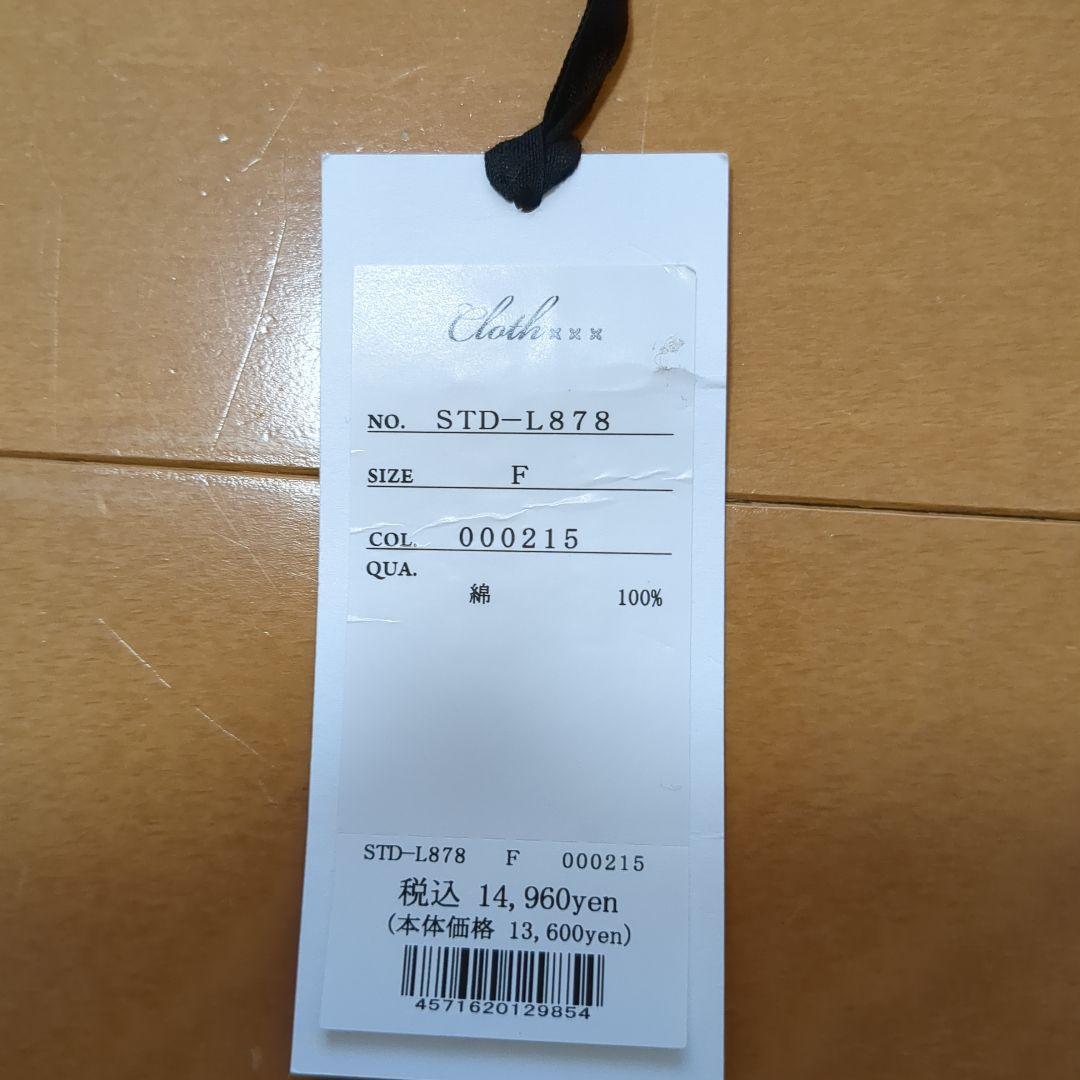 Cloth×××
NO. STD-L878
SIZE F
COL. 000215
QUA.
綿 100%
STD-L878 F 000215
税込 14,960yen
(本体価格 13,600yen)
4571620129854